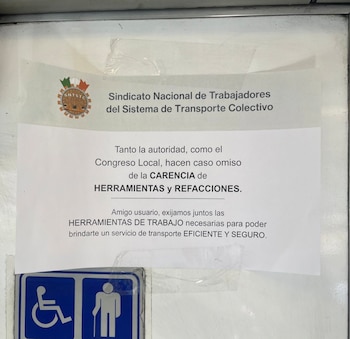 Sindicato Nacional de Trabajadores
del Sistema de Transporte Colectivo
Tanto la autoridad, como el
Congreso Local, hacen caso omiso
de la CARENCIA de
HERRAMIENTAS y REFACCIONES.
Amigo usuario, exijamos juntos las
HERRAMIENTAS DE TRABAJO necesarias para poder
brindarte un servicio de transporte EFICIENTE Y SEGURO.